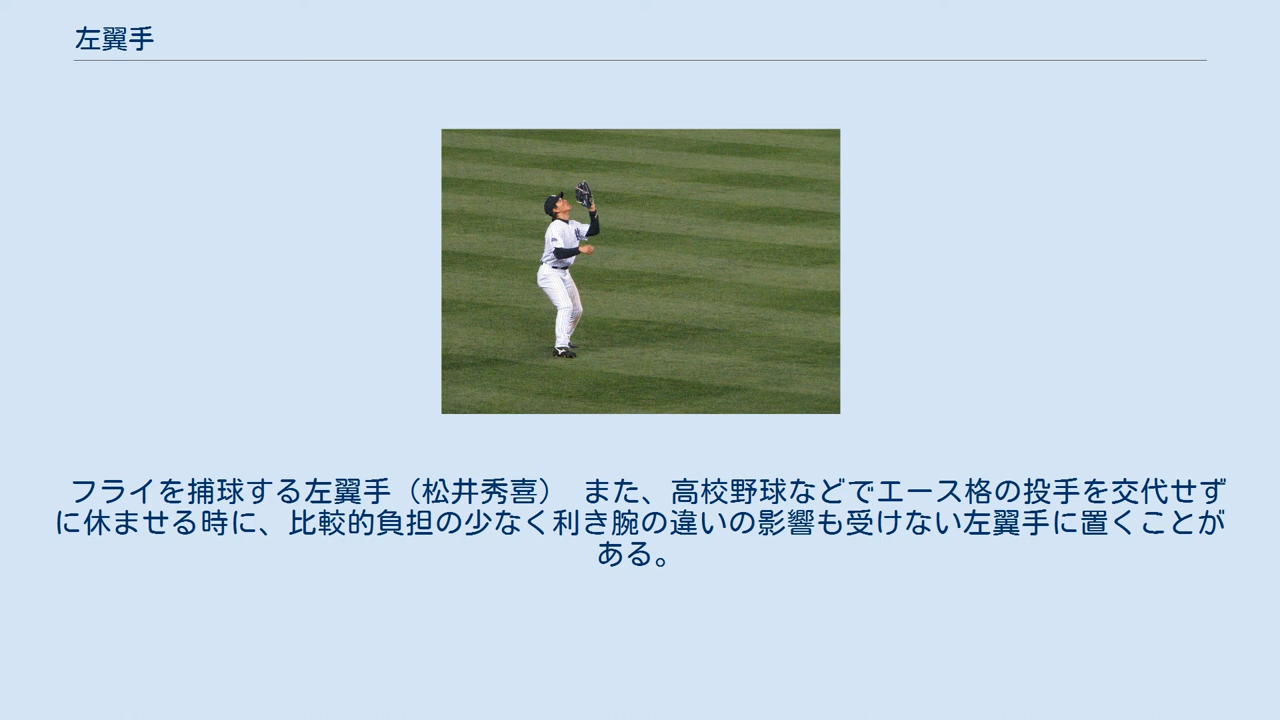 左翼手
フライを捕球する左翼手（松井秀喜）　また、高校野球などでエース格の投手を交代せず
に休ませる時に、比較的負担の少なく利き腕の違いの影響も受けない左翼手に置くことが
ある。